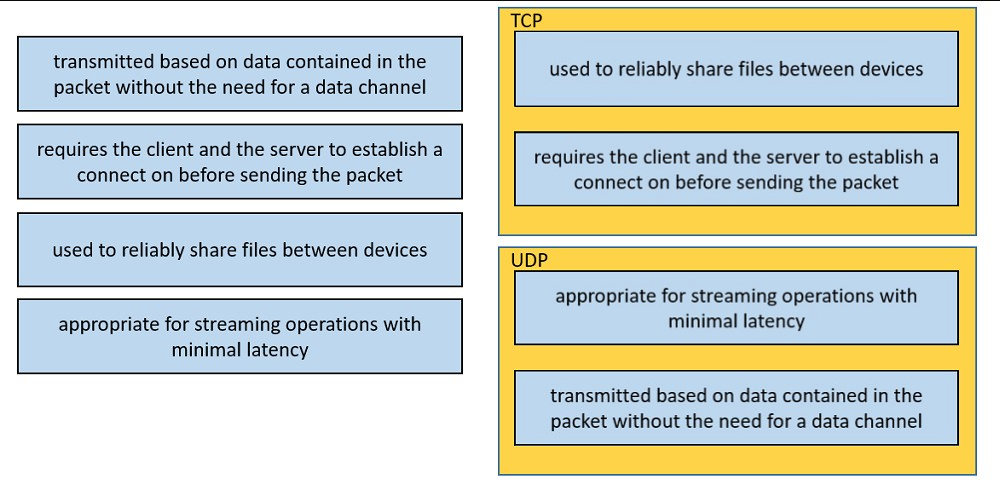 transmitted based on data contained in the
packet without the need for a data channel
requires the client and the server to establish a
connect on before sending the packet
used to reliably share files between devices
appropriate for streaming operations with
minimal latency
TCP
used to reliably share files between devices
requires the client and the server to establish a
connect on before sending the packet
UDP
appropriate for streaming operations with
minimal latency
transmitted based on data contained in the
packet without the need for a data channel